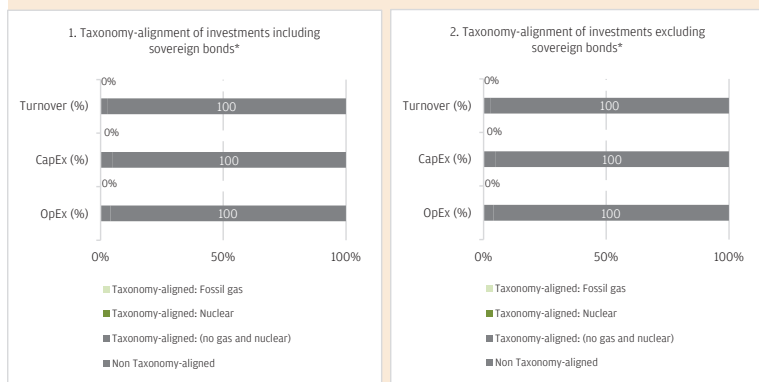 1. Taxonomy-alignment of investments including
sovereign bonds*
0%
Turnover (%)
100
0%
CapEx (%)
100
0%
OpEx (%)
100
0%
50%
100%
Taxonomy-aligned: Fossil gas
Taxonomy-aligned: Nuclear
Taxonomy-aligned: (no gas and nuclear)
Non Taxonomy-aligned
2. Taxonomy-alignment of investments excluding
sovereign bonds*
0%
Turnover (%)
100
0%
CapEx (%)
100
0%
OpEx (%)
100
0%
50%
100%
Taxonomy-aligned: Fossil gas
Taxonomy-aligned: Nuclear
Taxonomy-aligned: (no gas and nuclear)
Non Taxonomy-aligned